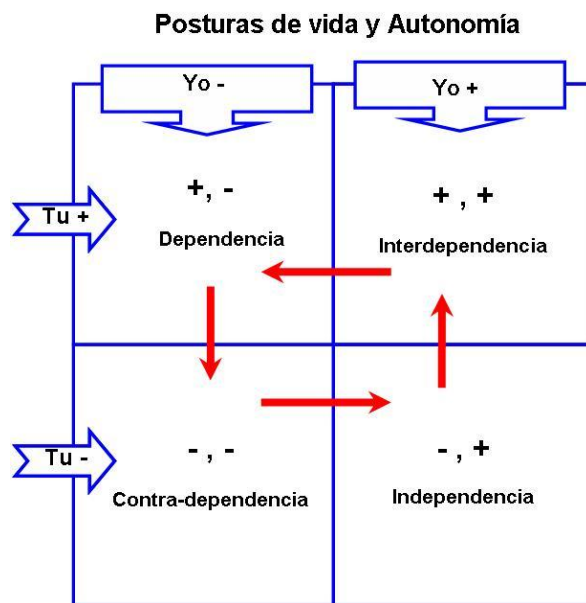 Posturas de vida y Autonomía
Yo -
Yo +
Tu +
+, -
Dependencia
+ , +
Interdependencia
Tu -
- , -
Contra-dependencia
- , +
Independencia